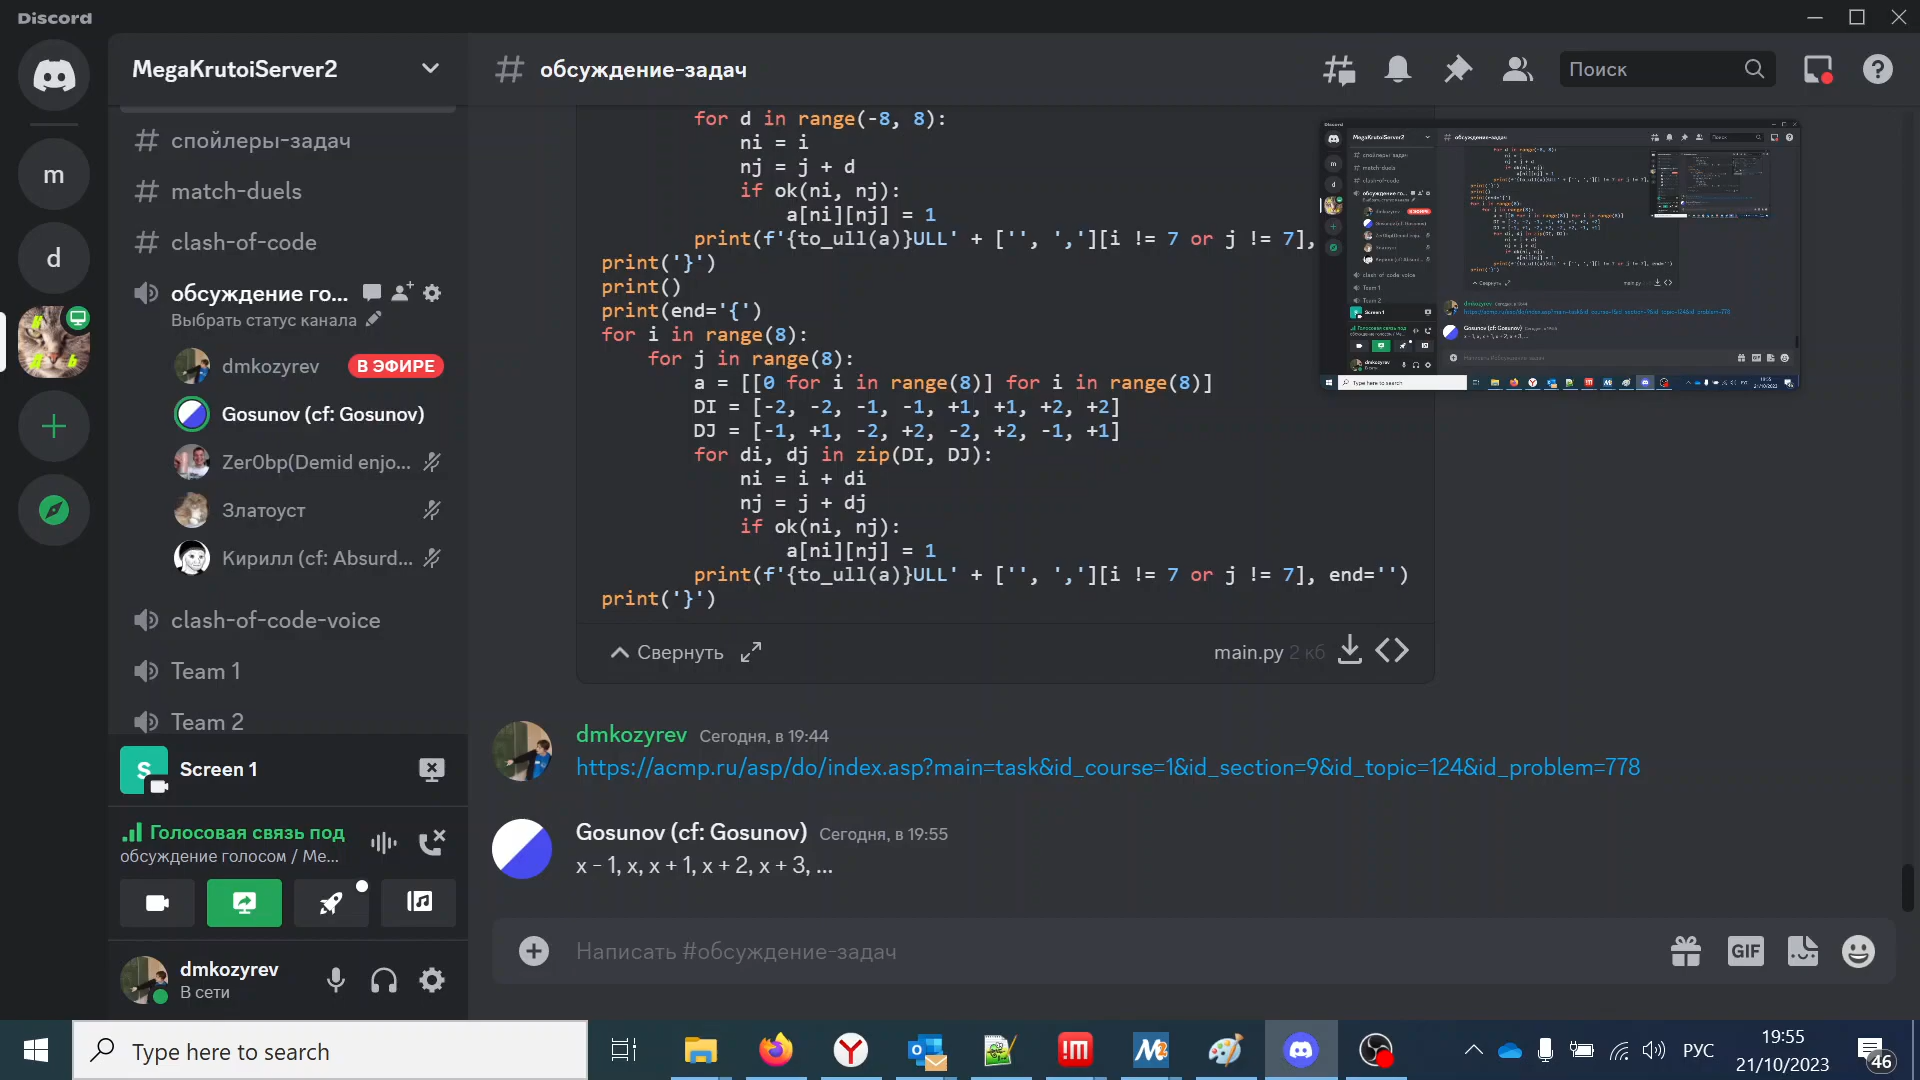 Discord
MegaKrutoiServer2
спойлеры-задач
match-duels
clash-of-code
обсуждение го...
Выбрать статус канала
dmkozyrev В ЭФИРЕ
Gosunov (cf: Gosunov)
Zer0bp(Demid enjo...
Златоуст
Кирилл (cf: Absurd...
clash-of-code-voice
Team 1
Team 2
S Screen 1
Голосовая связь под
обсуждение голосом / Ме...
dmkozyrev
В сети
m
d
# обсуждение-задач
Поиск
for d in range(-8, 8):
ni = i
nj = j + d
if ok(ni, nj):
a[ni][nj] = 1
print(f'{to_ull(a)}ULL' + ['', ','][i != 7 or j != 7],
print('}')
print()
print(end='{')
for i in range(8):
for j in range(8):
a = [[0 for i in range(8)] for i in range(8)]
DI = [-2, -2, -1, -1, +1, +1, +2, +2]
DJ = [-1, +1, -2, +2, -2, +2, -1, +1]
for di, dj in zip(DI, DJ):
ni = i + di
nj = j + dj
if ok(ni, nj):
a[ni][nj] = 1
print(f'{to_ull(a)}ULL' + ['', ','][i != 7 or j != 7], end='')
print('}')
Свернуть
main.py 2 кб
dmkozyrev Сегодня, в 19:44
https://acmp.ru/asp/do/index.asp?main=task&id_course=1&id_section=9&id_topic=124&id_problem=778
Gosunov (cf: Gosunov) Сегодня, в 19:55
x - 1, x, x + 1, x + 2, x + 3, ...
Написать #обсуждение-задач
GIF
Type here to search
РУС
19:55
21/10/2023
46